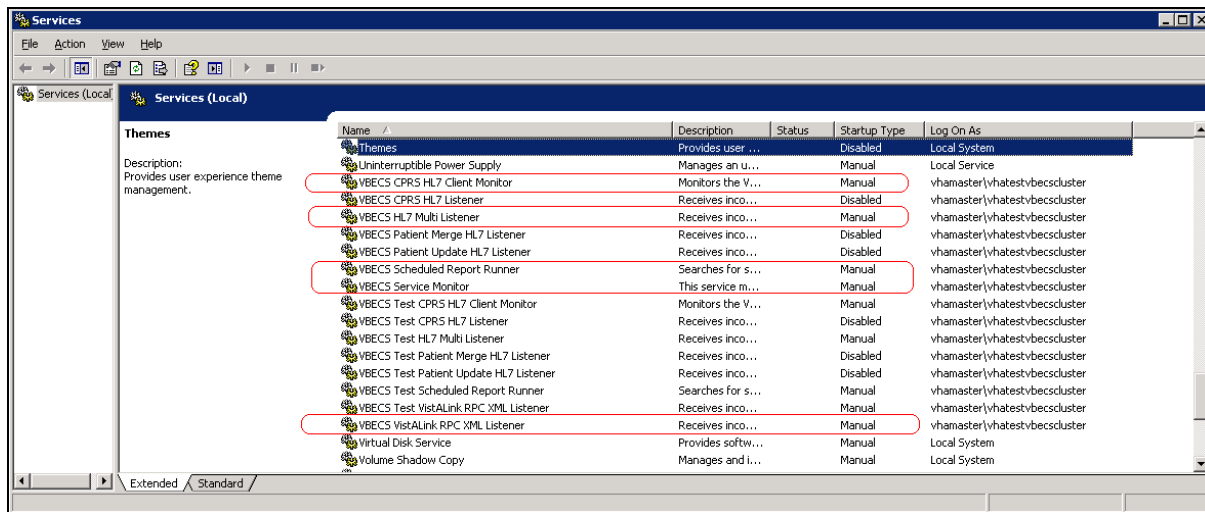 Services
File Action View Help
Services (Local
Services (Local)
Themes
Description:
Provides user experience theme
management.
Name Description Status Startup Type Log On As
Themes Provides user ... Disabled Local System
Uninterruptible Power Supply Manages an u... Manual Local Service
VBECS CPRS HL7 Client Monitor Monitors the V... Manual vhamaster\vhatestvbecscluster
VBECS CPRS HL7 Listener Receives inco... Disabled vhamaster\vhatestvbecscluster
VBECS HL7 Multi Listener Receives inco... Manual vhamaster\vhatestvbecscluster
VBECS Patient Merge HL7 Listener Receives inco... Disabled vhamaster\vhatestvbecscluster
VBECS Patient Update HL7 Listener Receives inco... Disabled vhamaster\vhatestvbecscluster
VBECS Scheduled Report Runner Searches for s... Manual vhamaster\vhatestvbecscluster
VBECS Service Monitor This service m... Manual vhamaster\vhatestvbecscluster
VBECS Test CPRS HL7 Client Monitor Monitors the V... Manual vhamaster\vhatestvbecscluster
VBECS Test CPRS HL7 Listener Receives inco... Disabled vhamaster\vhatestvbecscluster
VBECS Test HL7 Multi Listener Receives inco... Manual vhamaster\vhatestvbecscluster
VBECS Test Patient Merge HL7 Listener Receives inco... Disabled vhamaster\vhatestvbecscluster
VBECS Test Patient Update HL7 Listener Receives inco... Disabled vhamaster\vhatestvbecscluster
VBECS Test Scheduled Report Runner Searches for s... Manual vhamaster\vhatestvbecscluster
VBECS Test VistALink RPC XML Listener Receives inco... Manual vhamaster\vhatestvbecscluster
VBECS VistALink RPC XML Listener Receives inco... Manual vhamaster\vhatestvbecscluster
Virtual Disk Service Provides softw... Manual Local System
Volume Shadow Copy Manages and i... Manual Local System
Extended Standard